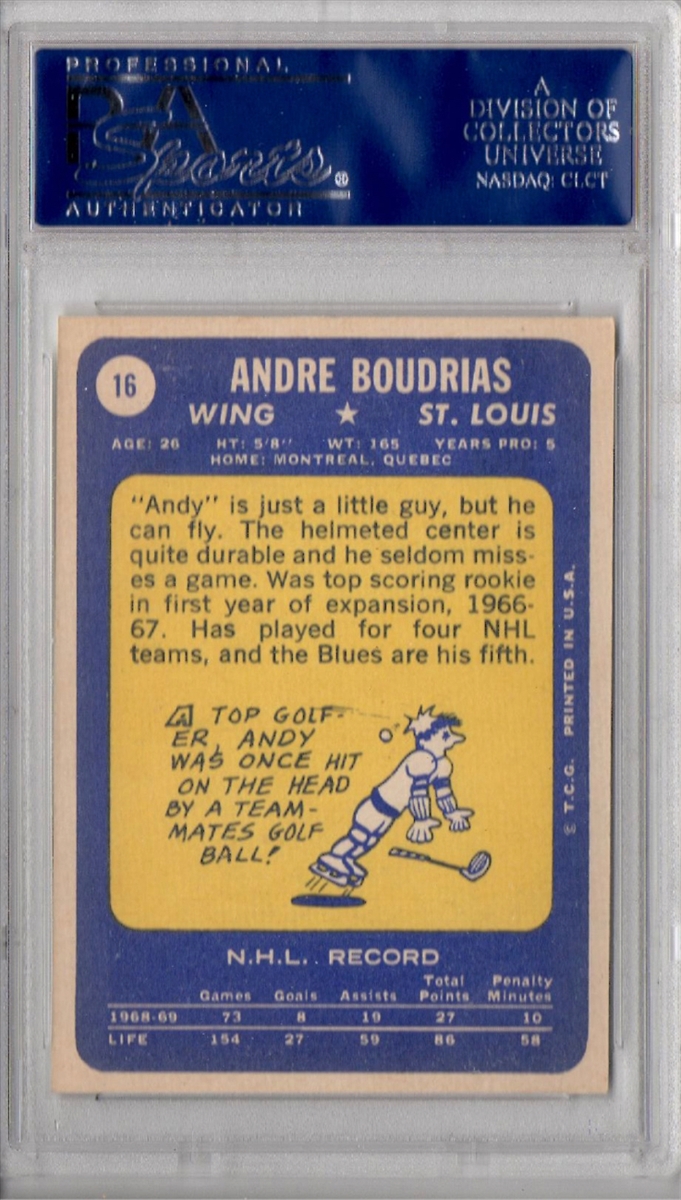 PROFESSIONAL
PSA
Sports®
AUTHENTICATOR
A
DIVISION OF
COLLECTORS
UNIVERSE
NASDAQ: CLCT
16
ANDRE BOUDRIAS
WING ★ ST. LOUIS
AGE: 26 HT: 5'8" WT: 165 YEARS PRO: 5
HOME: MONTREAL, QUEBEC
"Andy" is just a little guy, but he
can fly. The helmeted center is
quite durable and he seldom miss-
es a game. Was top scoring rookie
in first year of expansion, 1966-
67. Has played for four NHL
teams, and the Blues are his fifth.
A TOP GOLF-
ER, ANDY
WAS ONCE HIT
ON THE HEAD
BY A TEAM-
MATES GOLF
BALL!
© T.C.G. PRINTED IN U.S.A.
N.H.L. RECORD
Games Goals Assists Total Points Penalty Minutes
1968-69 73 8 19 27 10
LIFE 154 27 59 86 58